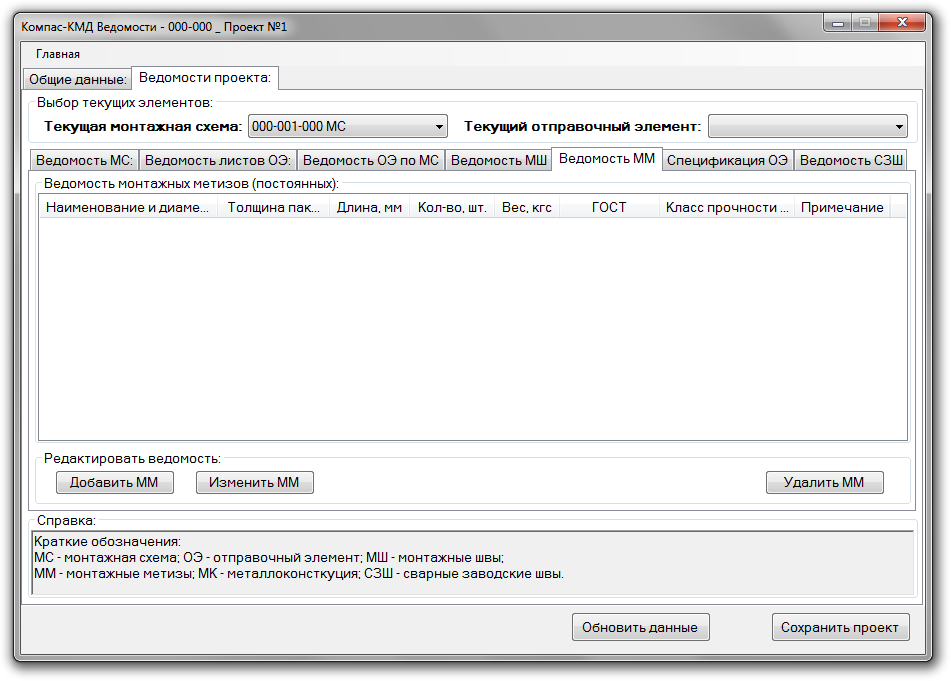 Компас-КМД Ведомости - 000-000 _ Проект №1
Главная
Общие данные: Ведомости проекта:
Выбор текущих элементов:
Текущая монтажная схема: 000-001-000 МС Текущий отправочный элемент:
Ведомость МС: Ведомость листов ОЭ: Ведомость ОЭ по МС Ведомость МШ Ведомость ММ Спецификация ОЭ Ведомость СЗШ
Ведомость монтажных метизов (постоянных):
Наименование и диаме... Толщина пак... Длина, мм Кол-во, шт. Вес, кгс ГОСТ Класс прочности ... Примечание
Редактировать ведомость:
Добавить ММ Изменить ММ Удалить ММ
Справка:
Краткие обозначения:
МС - монтажная схема; ОЭ - отправочный элемент; МШ - монтажные швы;
ММ - монтажные метизы; МК - металлоконсткуция; СЗШ - сварные заводские швы.
Обновить данные Сохранить проект